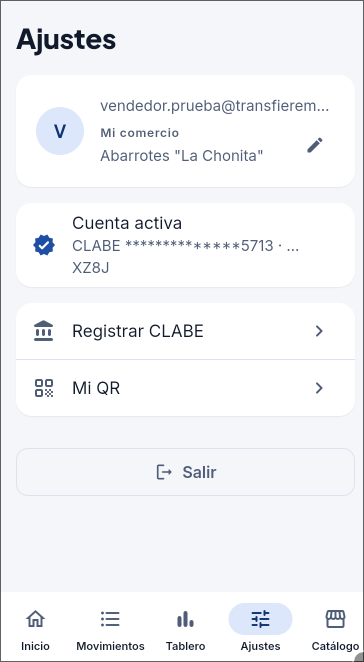 Ajustes
vendedor.prueba@transfierem...
V
Mi comercio
Abarrotes "La Chonita"
Cuenta activa
CLABE **************5713 · ...
XZ8J
Registrar CLABE
Mi QR
Salir
Inicio
Movimientos
Tablero
Ajustes
Catálogo